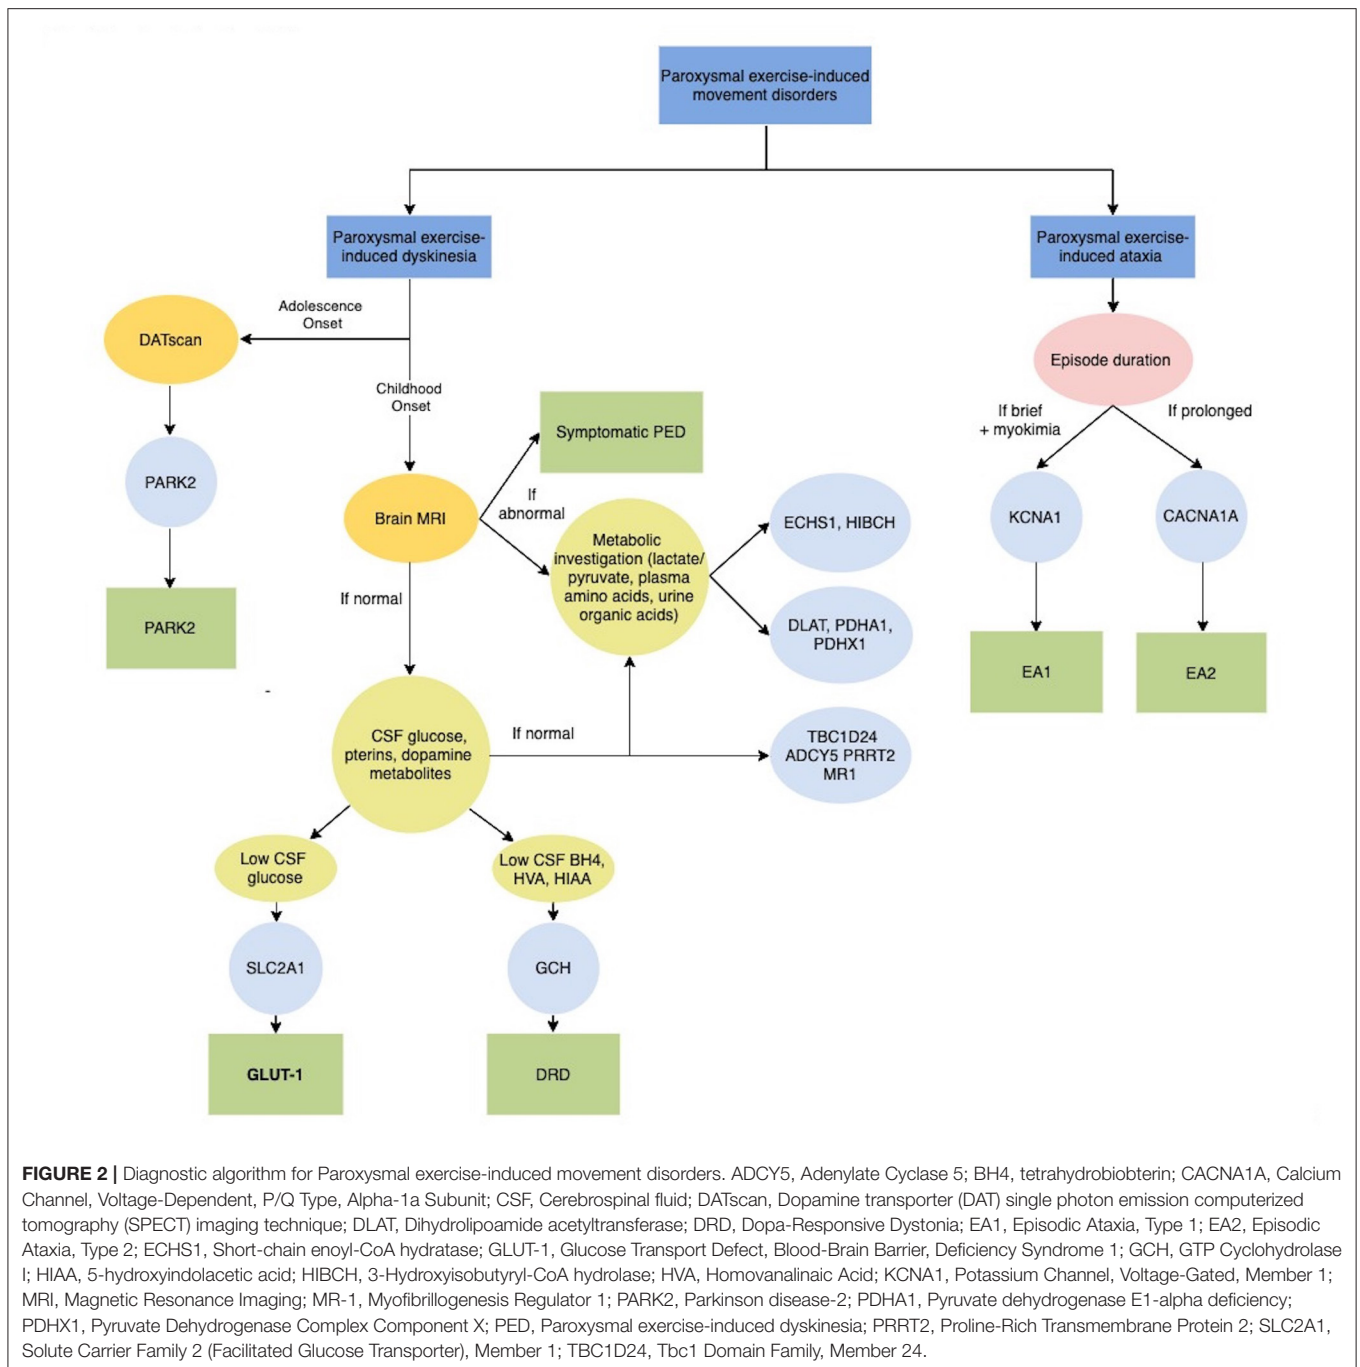 Paroxysmal exercise-induced
movement disorders
Paroxysmal exercise-
induced dyskinesia
Paroxysmal exercise-
induced ataxia
Adolescence
Onset
DATscan
Childhood
Onset
Episode duration
If brief
+ myokimia
If prolonged
Symptomatic PED
PARK2
Brain MRI
If
abnormal
Metabolic
investigation (lactate/
pyruvate, plasma
amino acids, urine
organic acids)
ECHS1, HIBCH
KCNA1
CACNA1A
If normal
PARK2
DLAT, PDHA1,
PDHX1
EA1
EA2
CSF glucose,
pterins, dopamine
metabolites
If normal
TBC1D24
ADCY5 PRRT2
MR1
Low CSF
glucose
Low CSF BH4,
HVA, HIAA
SLC2A1
GCH
GLUT-1
DRD
FIGURE 2 | Diagnostic algorithm for Paroxysmal exercise-induced movement disorders. ADCY5, Adenylate Cyclase 5; BH4, tetrahydrobiobterin; CACNA1A, Calcium
Channel, Voltage-Dependent, P/Q Type, Alpha-1a Subunit; CSF, Cerebrospinal fluid; DATscan, Dopamine transporter (DAT) single photon emission computerized
tomography (SPECT) imaging technique; DLAT, Dihydrolipoamide acetyltransferase; DRD, Dopa-Responsive Dystonia; EA1, Episodic Ataxia, Type 1; EA2, Episodic
Ataxia, Type 2; ECHS1, Short-chain enoyl-CoA hydratase; GLUT-1, Glucose Transport Defect, Blood-Brain Barrier, Deficiency Syndrome 1; GCH, GTP Cyclohydrolase
I; HIAA, 5-hydroxyindolacetic acid; HIBCH, 3-Hydroxyisobutyryl-CoA hydrolase; HVA, Homovanalinaic Acid; KCNA1, Potassium Channel, Voltage-Gated, Member 1;
MRI, Magnetic Resonance Imaging; MR-1, Myofibrillogenesis Regulator 1; PARK2, Parkinson disease-2; PDHA1, Pyruvate dehydrogenase E1-alpha deficiency;
PDHX1, Pyruvate Dehydrogenase Complex Component X; PED, Paroxysmal exercise-induced dyskinesia; PRRT2, Proline-Rich Transmembrane Protein 2; SLC2A1,
Solute Carrier Family 2 (Facilitated Glucose Transporter), Member 1; TBC1D24, Tbc1 Domain Family, Member 24.